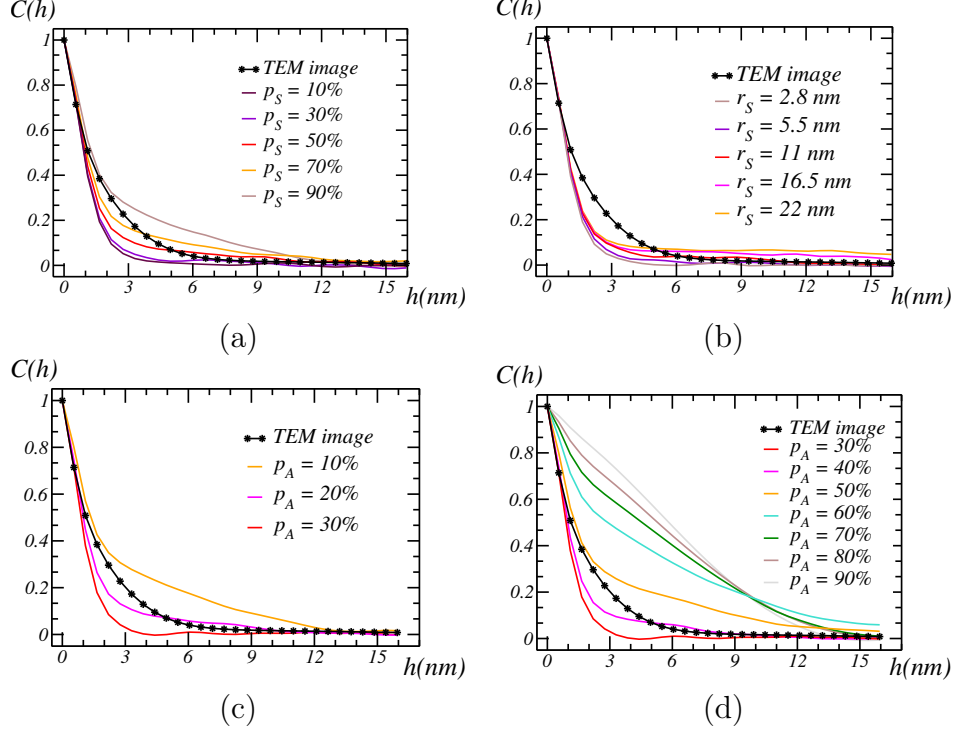 C(h)
1
0.8
0.6
0.4
0.2
0
TEM image
p_S = 10%
p_S = 30%
p_S = 50%
p_S = 70%
p_S = 90%
0 3 6 9 12 15
h(nm)
(a)
C(h)
1
0.8
0.6
0.4
0.2
0
TEM image
r_S = 2.8 nm
r_S = 5.5 nm
r_S = 11 nm
r_S = 16.5 nm
r_S = 22 nm
0 3 6 9 12 15
h(nm)
(b)
C(h)
1
0.8
0.6
0.4
0.2
0
TEM image
p_A = 10%
p_A = 20%
p_A = 30%
0 3 6 9 12 15
h(nm)
(c)
C(h)
1
0.8
0.6
0.4
0.2
0
TEM image
p_A = 30%
p_A = 40%
p_A = 50%
p_A = 60%
p_A = 70%
p_A = 80%
p_A = 90%
0 3 6 9 12 15
h(nm)
(d)